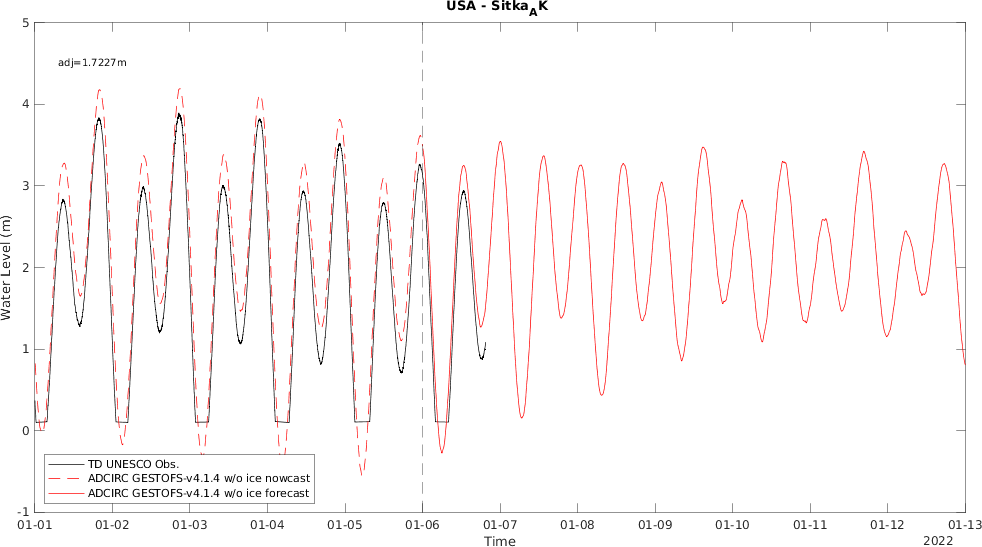 USA - Sitka_AK
adj=1.7227m
Water Level (m)
5
4
3
2
1
0
-1
TD UNESCO Obs.
ADCIRC GESTOFS-v4.1.4 w/o ice nowcast
ADCIRC GESTOFS-v4.1.4 w/o ice forecast
01-01 01-02 01-03 01-04 01-05 01-06 01-07 01-08 01-09 01-10 01-11 01-12 01-13
Time
2022